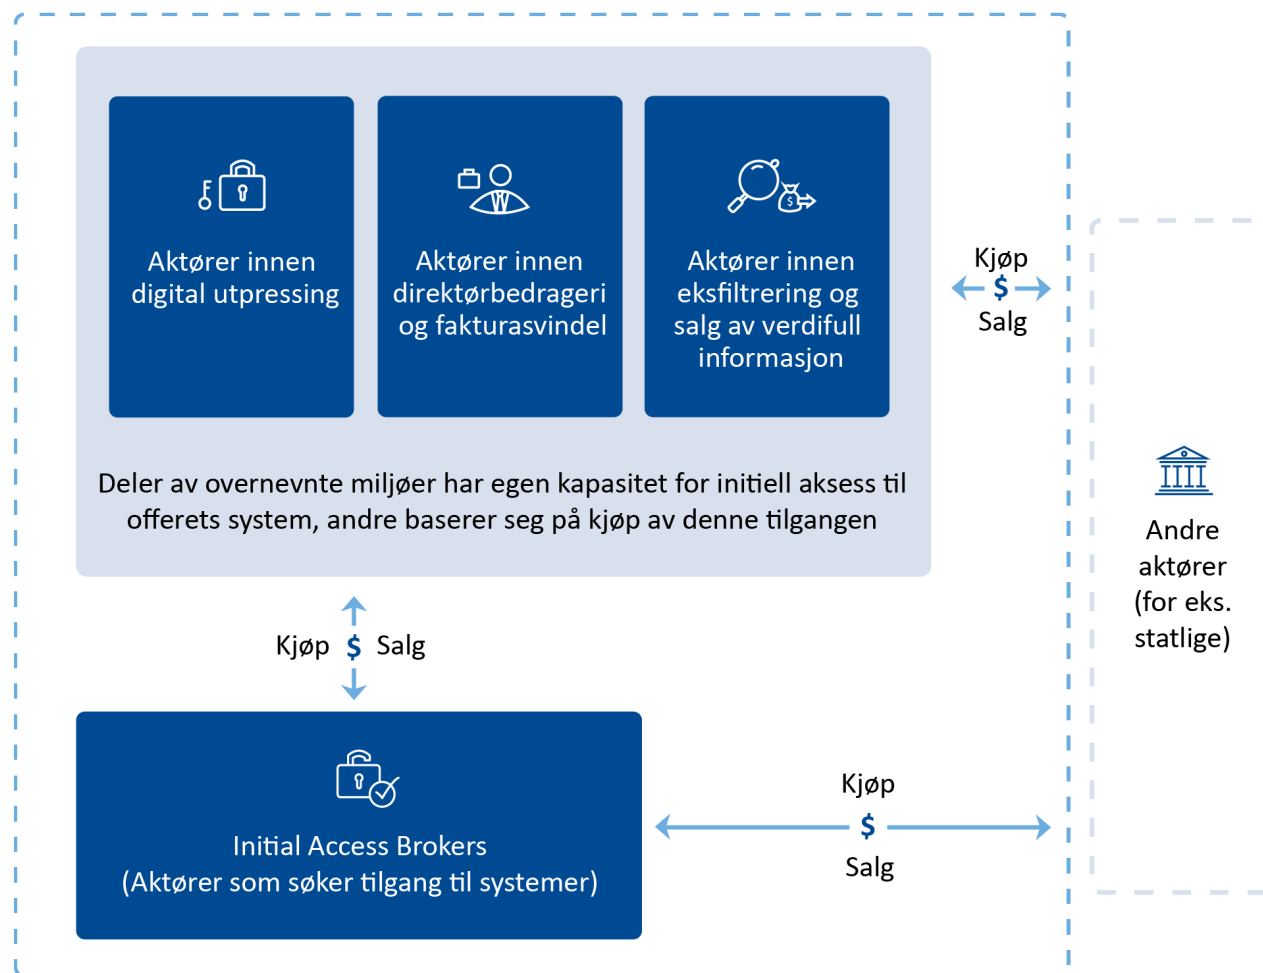 Aktører innen
digital utpressing
Aktører innen
direktørbedrageri
og fakturasvindel
Aktører innen
eksfiltrering og
salg av verdifull
informasjon
Deler av overnevnte miljøer har egen kapasitet for initiell aksess til
offerets system, andre baserer seg på kjøp av denne tilgangen
Kjøp
$
Salg
Andre
aktører
(for eks.
statlige)
Kjøp $ Salg
Initial Access Brokers
(Aktører som søker tilgang til systemer)
Kjøp
$
Salg